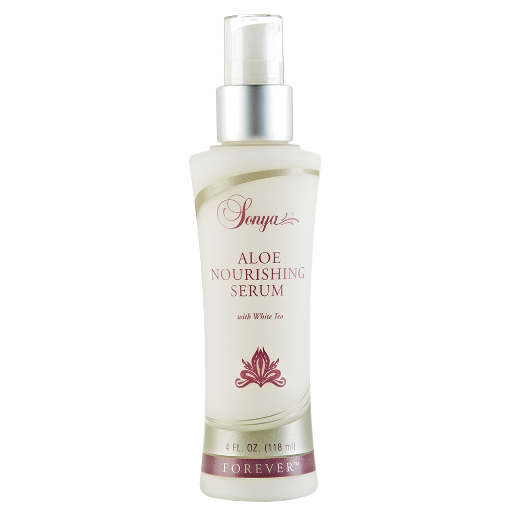 Sonya®
ALOE
NOURISHING
SERUM
with White Tea
4 FL. OZ. (118 ml)
FOREVER™